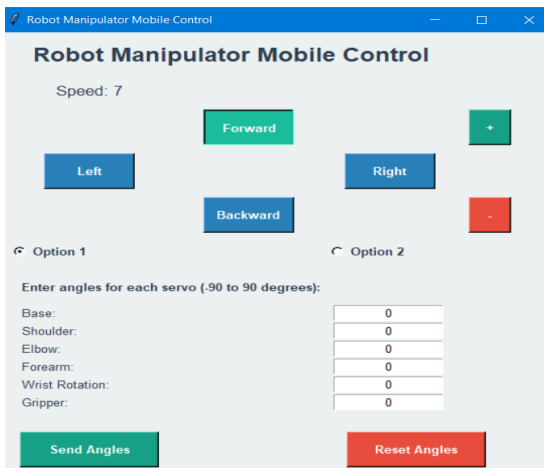 Robot Manipulator Mobile Control
Robot Manipulator Mobile Control
Speed: 7
Forward
+
Left
Right
Backward
-
Option 1
Option 2
Enter angles for each servo (-90 to 90 degrees):
Base: 0
Shoulder: 0
Elbow: 0
Forearm: 0
Wrist Rotation: 0
Gripper: 0
Send Angles
Reset Angles